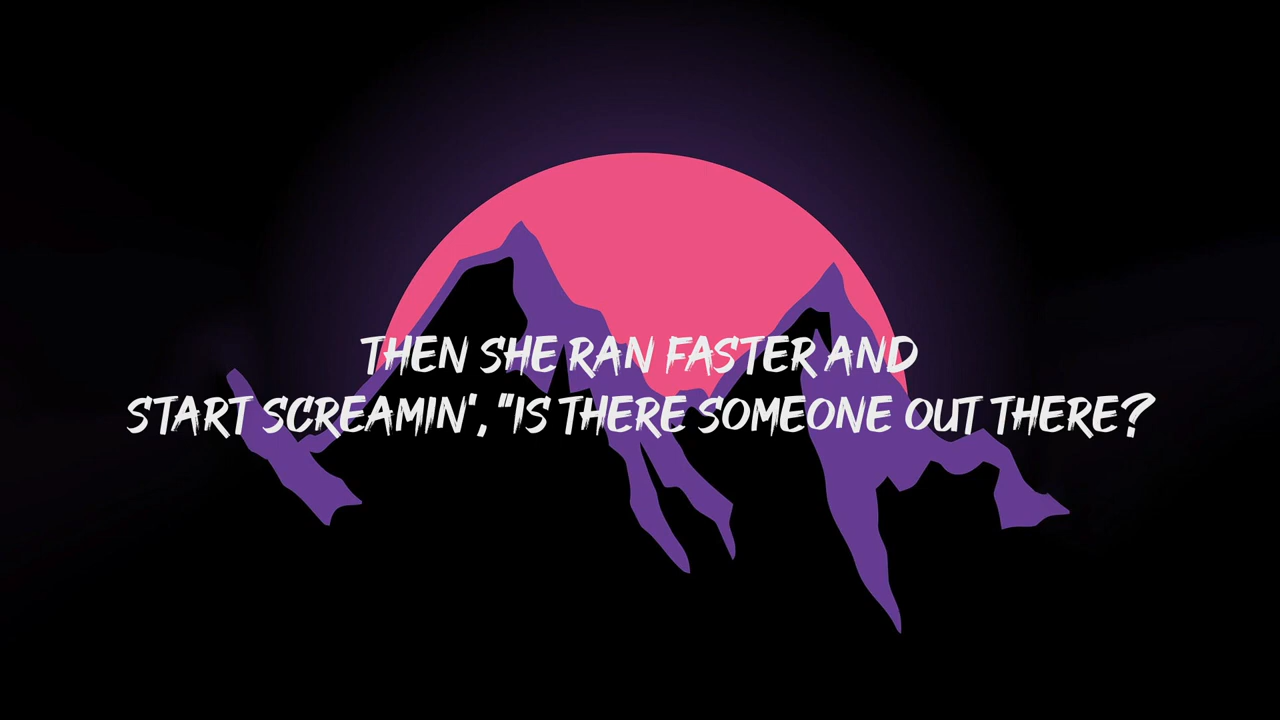 THEN SHE RAN FASTER AND
START SCREAMIN', "IS THERE SOMEONE OUT THERE?